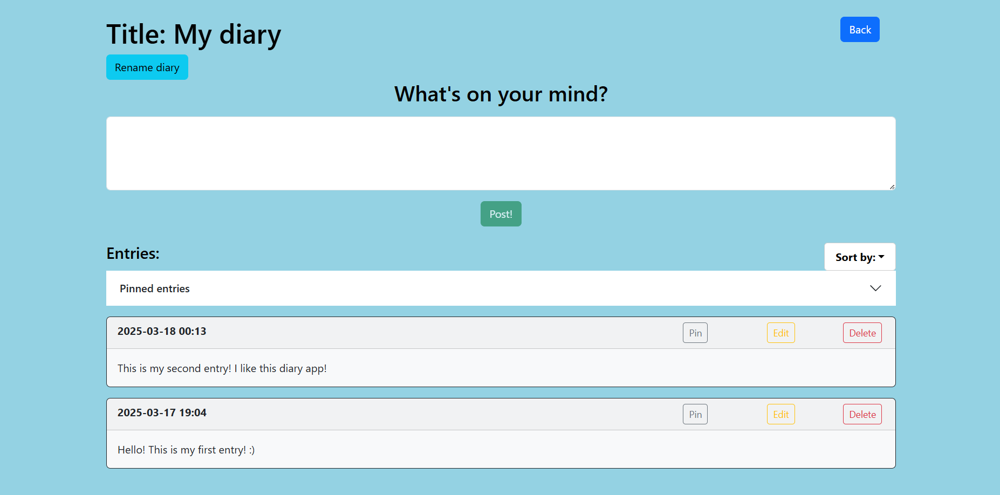 Title: My diary
Back
Rename diary
What's on your mind?
Post!
Entries:
Sort by:
Pinned entries
2025-03-18 00:13 Pin Edit Delete
This is my second entry! I like this diary app!
2025-03-17 19:04 Pin Edit Delete
Hello! This is my first entry! :)